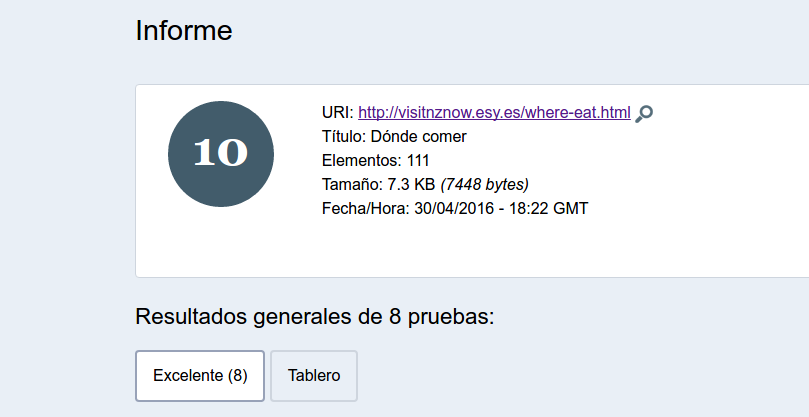 Informe
10
URI: http://visitnznow.esy.es/where-eat.html
Título: Dónde comer
Elementos: 111
Tamaño: 7.3 KB (7448 bytes)
Fecha/Hora: 30/04/2016 - 18:22 GMT
Resultados generales de 8 pruebas:
Excelente (8)
Tablero